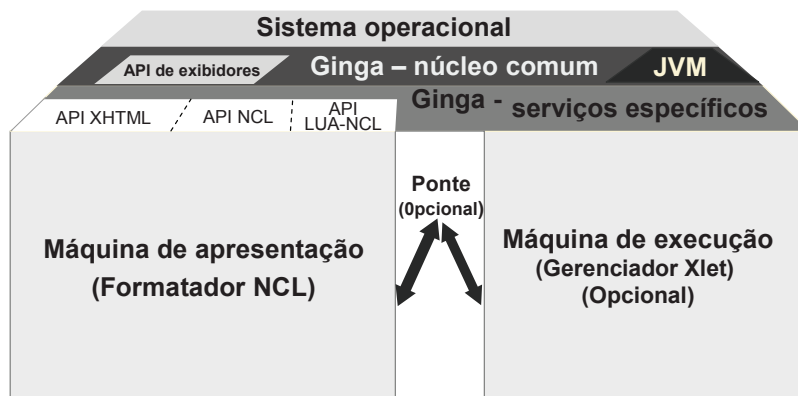 Sistema operacional
API de exibidores
Ginga – núcleo comum
JVM
API XHTML
API NCL
API
LUA-NCL
Ginga - serviços específicos
Máquina de apresentação
(Formatador NCL)
Ponte
(0pcional)
Máquina de execução
(Gerenciador Xlet)
(Opcional)